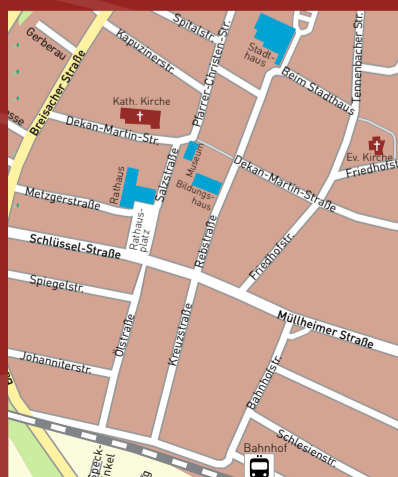 Spitalstr.
Gerberau
Kapuzinerstr.
Pfarrer-Christen-Str.
Stadt-
haus
Tennenbacher Str.
Breisacher Straße
Beim Stadthaus
Kath. Kirche
Dekan-Martin-Str.
Museum
Ev. Kirche
Dekan-Martin-Straße
Rathaus
Salzstraße
Bildungs-
haus
Metzgerstraße
Rathaus-
platz
Rebstraße
Friedhofstr.
Schlüssel-Straße
Spiegelstr.
Müllheimer Straße
Ölstraße
Kreuzstraße
Johanniterstr.
Bahnhofstr.
Schlesienstr.
Bahnhof